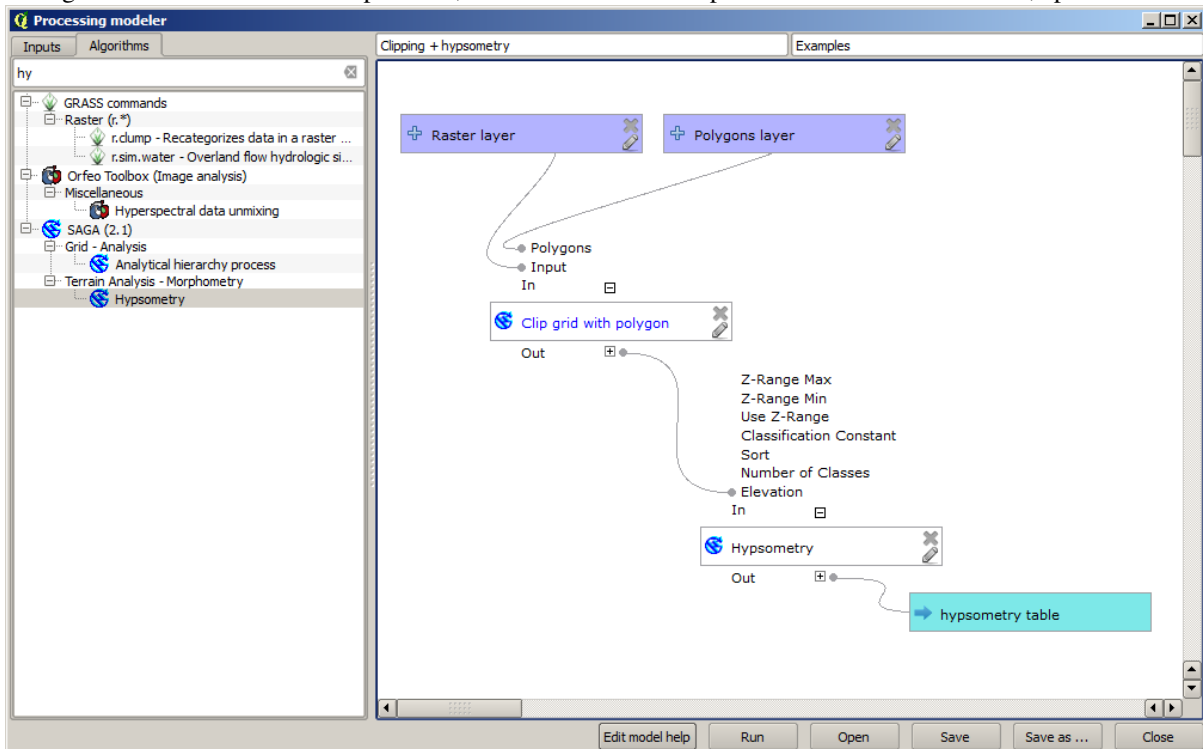 Processing modeler
Inputs Algorithms
Clipping + hypsometry Examples
hy
GRASS commands
Raster (r.*)
r.clump - Recategorizes data in a raster ...
r.sim.water - Overland flow hydrologic si...
Orfeo Toolbox (Image analysis)
Miscellaneous
Hyperspectral data unmixing
SAGA (2.1)
Grid - Analysis
Analytical hierarchy process
Terrain Analysis - Morphometry
Hypsometry
Raster layer
Polygons layer
Polygons
Input
In
Clip grid with polygon
Out
Z-Range Max
Z-Range Min
Use Z-Range
Classification Constant
Sort
Number of Classes
Elevation
In
Hypsometry
Out
hypsometry table
Edit model help Run Open Save Save as ... Close